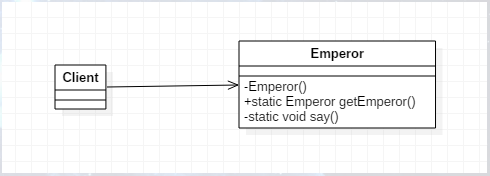 Client
Emperor
-Emperor()
+static Emperor getEmperor()
-static void say()